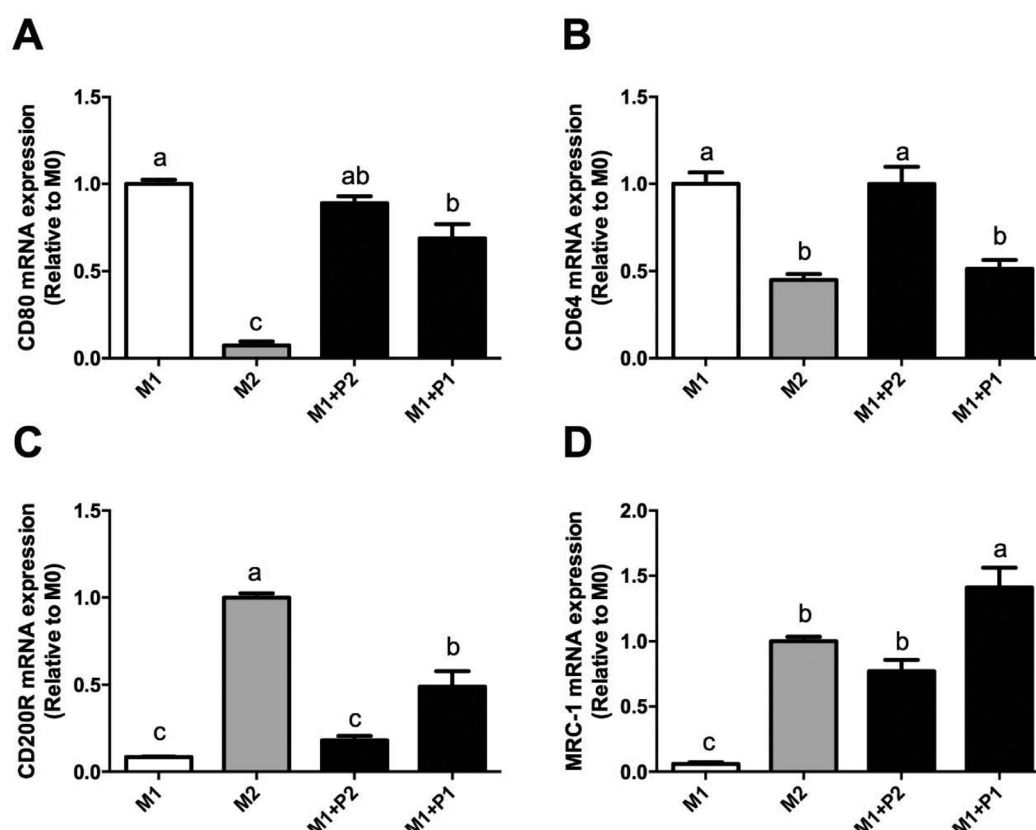 A
CD80 mRNA expression
(Relative to M0)
1.5
1.0
0.5
0.0
a
c
ab
b
M1
M2
M1+P2
M1+P1
B
CD64 mRNA expression
(Relative to M0)
1.5
1.0
0.5
0.0
a
b
a
b
M1
M2
M1+P2
M1+P1
C
CD200R mRNA expression
(Relative to M0)
1.5
1.0
0.5
0.0
c
a
c
b
M1
M2
M1+P2
M1+P1
D
MRC-1 mRNA expression
(Relative to M0)
2.0
1.5
1.0
0.5
0.0
c
b
b
a
M1
M2
M1+P2
M1+P1